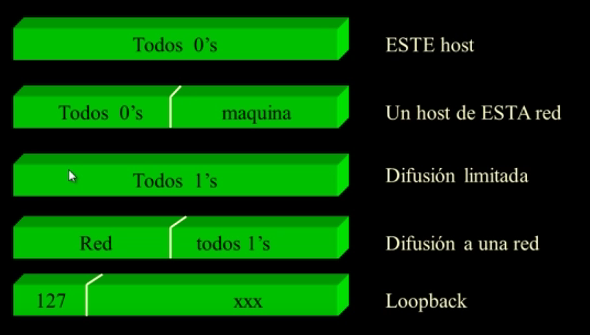 Todos 0's ESTE host
Todos 0's maquina Un host de ESTA red
Todos 1's Difusión limitada
Red todos 1's Difusión a una red
127 xxx Loopback